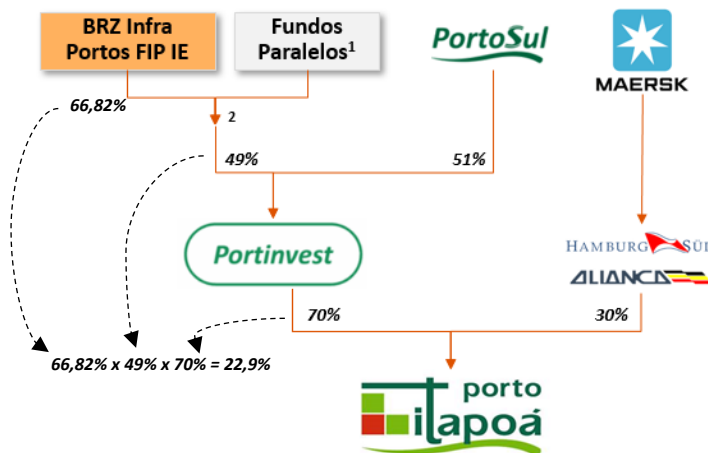 BRZ Infra
Portos FIP IE
Fundos
Paralelos¹
PortoSul
MAERSK
66,82%
2
49%
51%
Portinvest
HAMBURG SÜD
ALIANÇA
70%
30%
66,82% x 49% x 70% = 22,9%
porto
itapoá